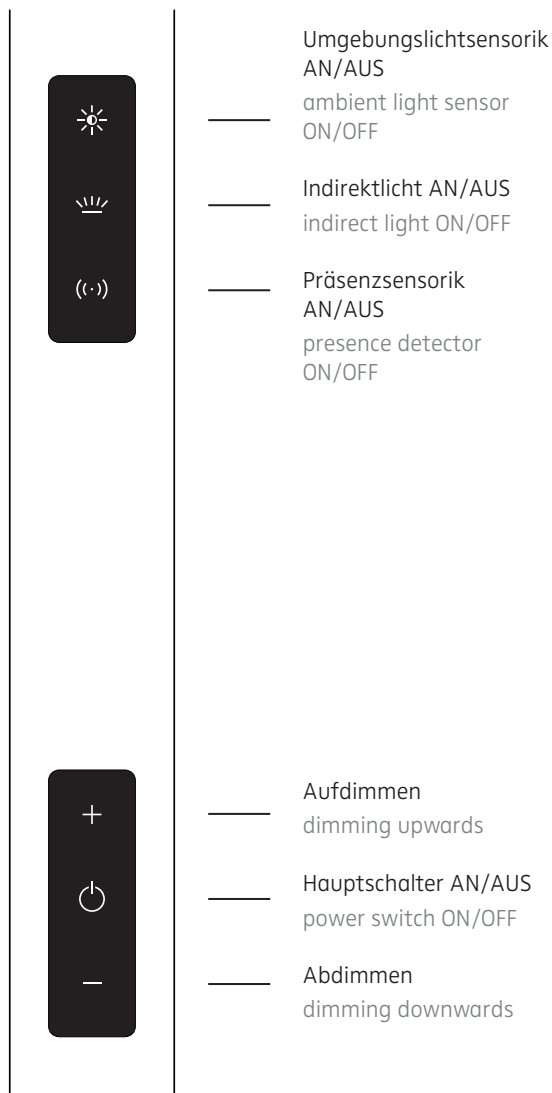 Umgebungslichtsensorik
AN/AUS
ambient light sensor
ON/OFF
Indirektlicht AN/AUS
indirect light ON/OFF
Präsenzsensorik
AN/AUS
presence detector
ON/OFF
Aufdimmen
dimming upwards
Hauptschalter AN/AUS
power switch ON/OFF
Abdimmen
dimming downwards